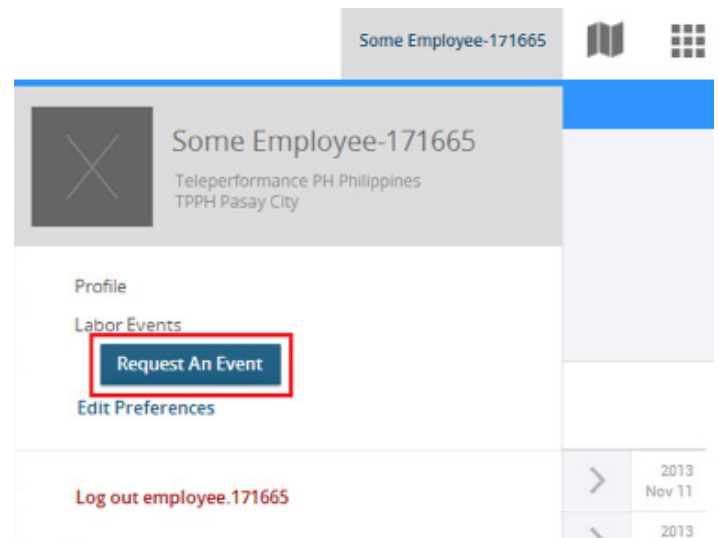 Some Employee-171665
Some Employee-171665
Teleperformance PH Philippines
TPPH Pasay City
Profile
Labor Events
Request An Event
Edit Preferences
Log out employee.171665
2013
Nov 11
2013